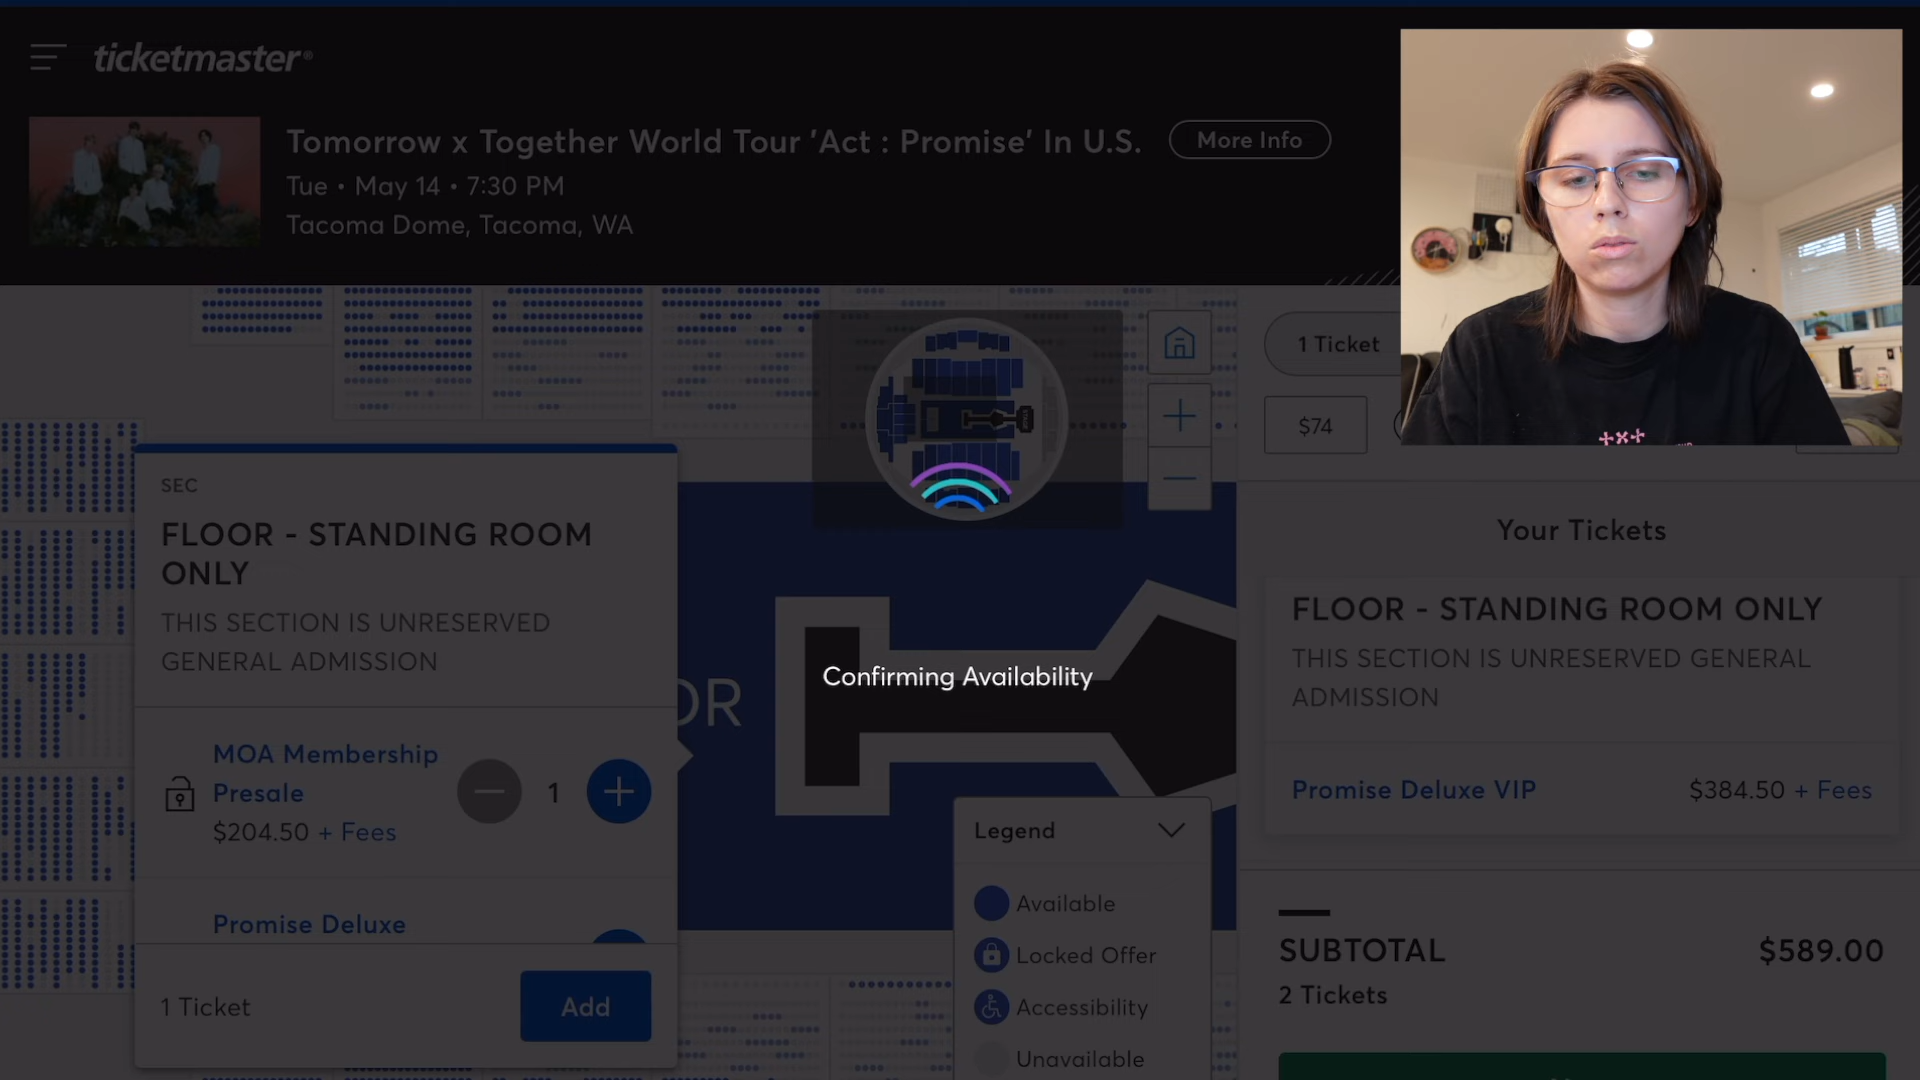 ticketmaster®
Tomorrow x Together World Tour 'Act : Promise' In U.S.
More Info
Tue • May 14 • 7:30 PM
Tacoma Dome, Tacoma, WA
1 Ticket
$74
SEC
FLOOR - STANDING ROOM
ONLY
THIS SECTION IS UNRESERVED
GENERAL ADMISSION
MOA Membership
Presale
$204.50 + Fees
1
Promise Deluxe
1 Ticket
Add
OR
Confirming Availability
Legend
Available
Locked Offer
Accessibility
Unavailable
Your Tickets
FLOOR - STANDING ROOM ONLY
THIS SECTION IS UNRESERVED GENERAL
ADMISSION
Promise Deluxe VIP
$384.50 + Fees
SUBTOTAL
$589.00
2 Tickets